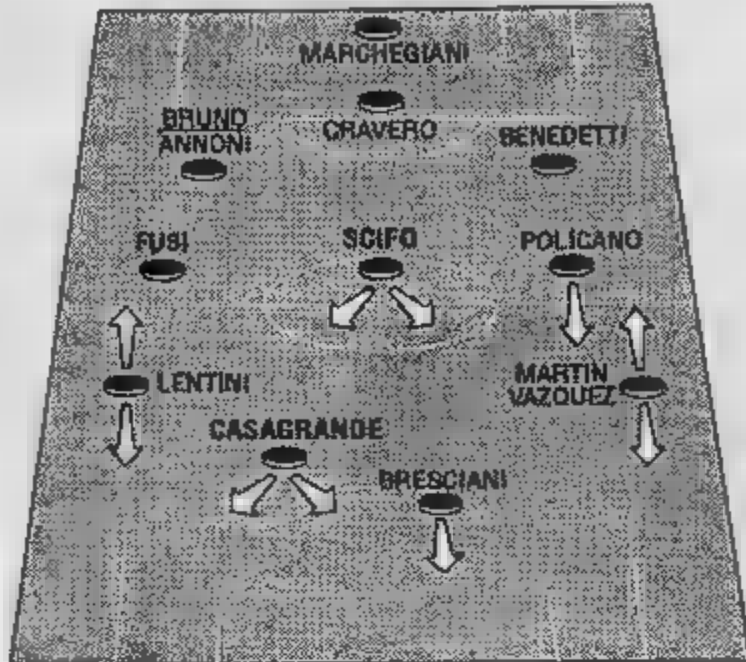 MARCHEGIANI
BRUNO
ANNONI
CRAVERO
BENEDETTI
FUSI
SCIFO
POLICANO
LENTINI
MARTIN
VAZQUEZ
CASAGRANDE
BRESCIANI